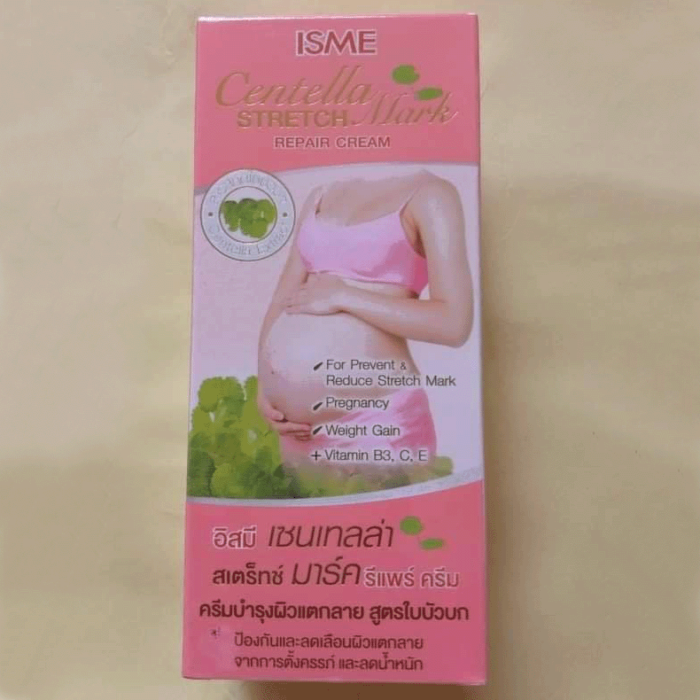 ISME
Centella
STRETCH Mark
REPAIR CREAM
For Prevent &
Reduce Stretch Mark
Pregnancy
Weight Gain
+ Vitamin B3, C, E
อิสมี เซนเทลล่า
สเตร็ทช์ มาร์ค รีแพร์ ครีม
ครีมบำรุงผิวแตกลาย สูตรใบบัวบก
ป้องกันและลดเลือนผิวแตกลาย
จากการตั้งครรภ์ และลดน้ำหนัก